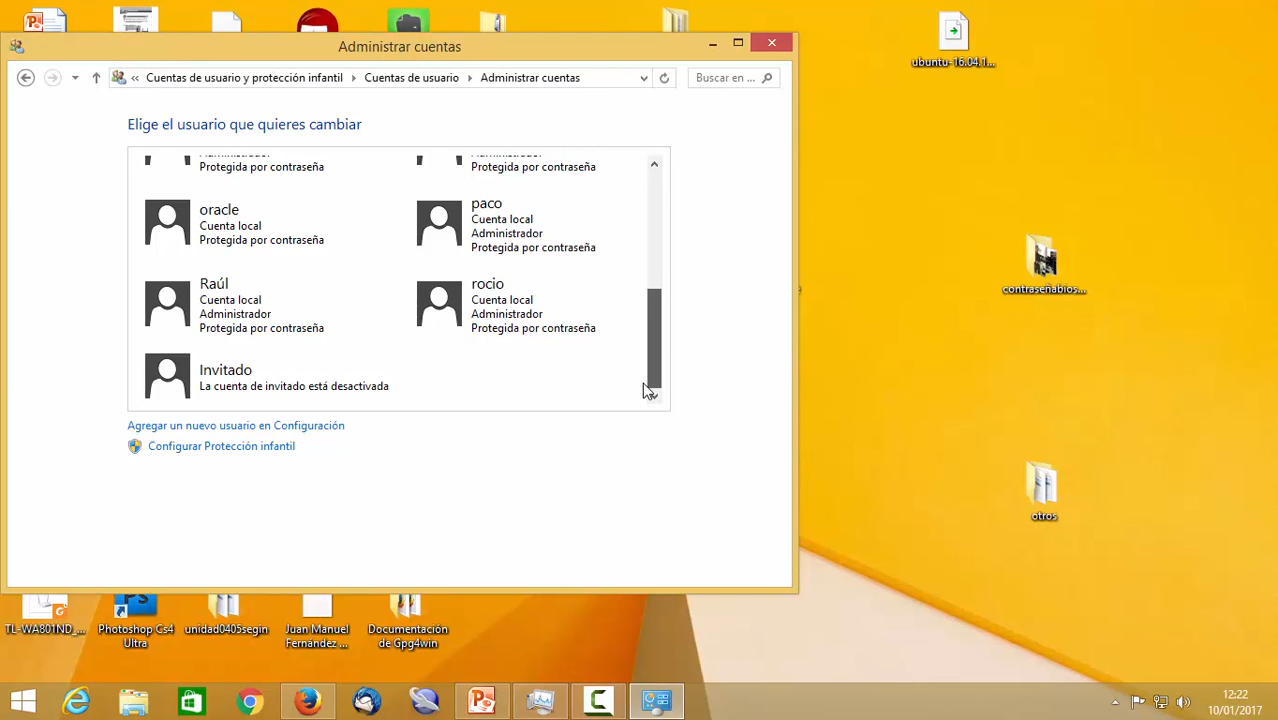 Administrar cuentas
Cuentas de usuario y protección infantil
Cuentas de usuario
Administrar cuentas
Buscar en ...
Elige el usuario que quieres cambiar
Protegida por contraseña
Protegida por contraseña
oracle
Cuenta local
Protegida por contraseña
paco
Cuenta local
Administrador
Protegida por contraseña
Raúl
Cuenta local
Administrador
Protegida por contraseña
rocio
Cuenta local
Administrador
Protegida por contraseña
Invitado
La cuenta de invitado está desactivada
Agregar un nuevo usuario en Configuración
Configurar Protección infantil
ubuntu-16.04.1...
contraseñabios...
otros
TL-WA801ND_...
Photoshop Cs4
Ultra
unidad0405segin
Juan Manuel
Fernandez ...
Documentación
de Gpg4win
12:22
10/01/2017